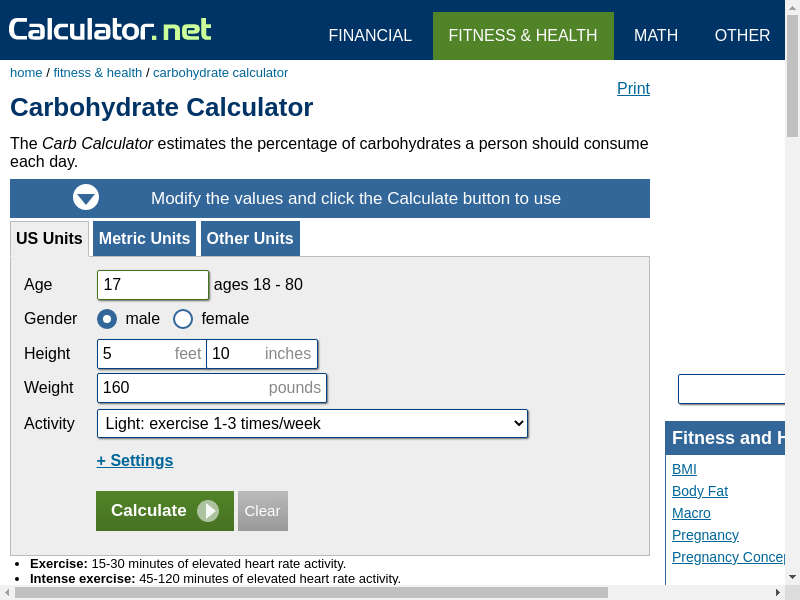 Calculator.net
FINANCIAL FITNESS & HEALTH MATH OTHER
home / fitness & health / carbohydrate calculator
Print
Carbohydrate Calculator
The Carb Calculator estimates the percentage of carbohydrates a person should consume
each day.
Modify the values and click the Calculate button to use
US Units Metric Units Other Units
Age 17 ages 18 - 80
Gender male female
Height 5 feet 10 inches
Weight 160 pounds
Activity Light: exercise 1-3 times/week
+ Settings
Calculate Clear
Exercise: 15-30 minutes of elevated heart rate activity.
Intense exercise: 45-120 minutes of elevated heart rate activity.
Fitness and
BMI
Body Fat
Macro
Pregnancy
Pregnancy